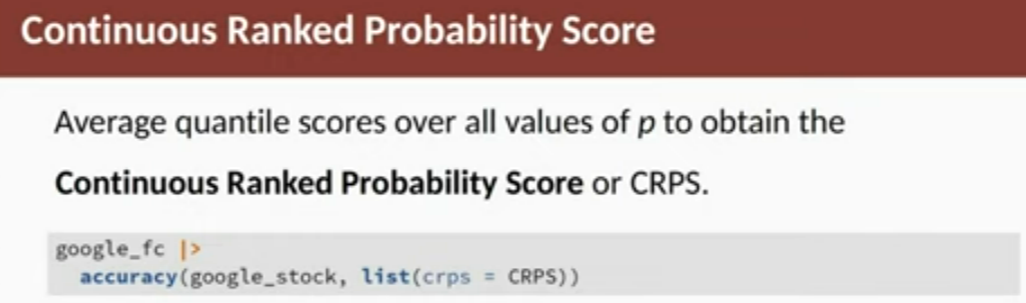 Continuous Ranked Probability Score
Average quantile scores over all values of p to obtain the
Continuous Ranked Probability Score or CRPS.
google_fc |>
  accuracy(google_stock, list(crps = CRPS))